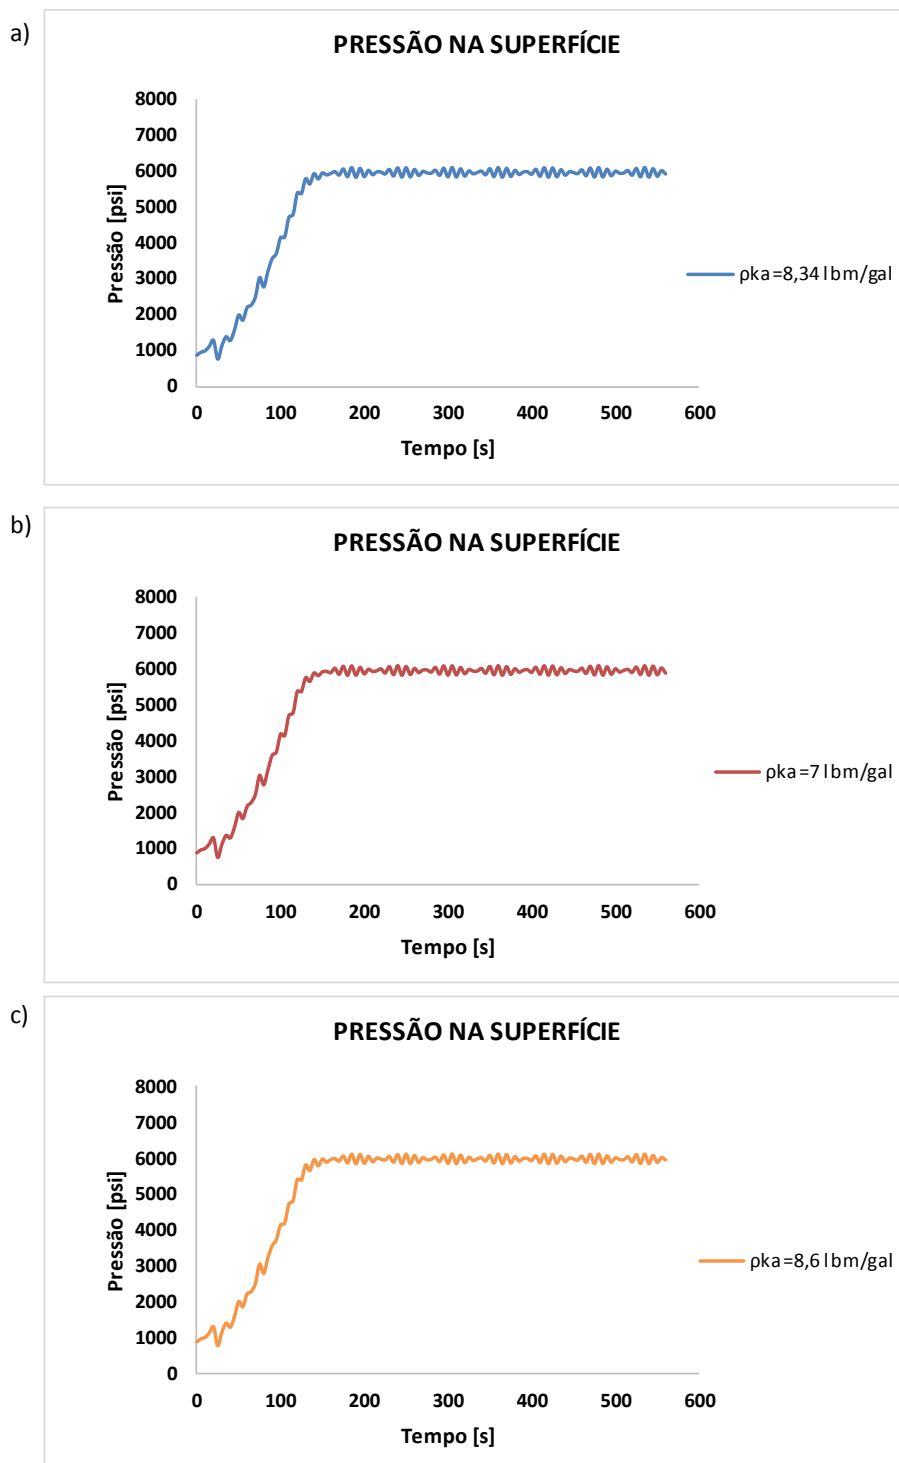 a)
PRESSÃO NA SUPERFÍCIE
8000
7000
6000
5000
4000
3000
2000
1000
0
Pressão [psi]
0 100 200 300 400 500 600
Tempo [s]
ρka=8,34 lbm/gal
b)
PRESSÃO NA SUPERFÍCIE
8000
7000
6000
5000
4000
3000
2000
1000
0
Pressão [psi]
0 100 200 300 400 500 600
Tempo [s]
ρka=7 lbm/gal
c)
PRESSÃO NA SUPERFÍCIE
8000
7000
6000
5000
4000
3000
2000
1000
0
Pressão [psi]
0 100 200 300 400 500 600
Tempo [s]
ρka=8,6 lbm/gal